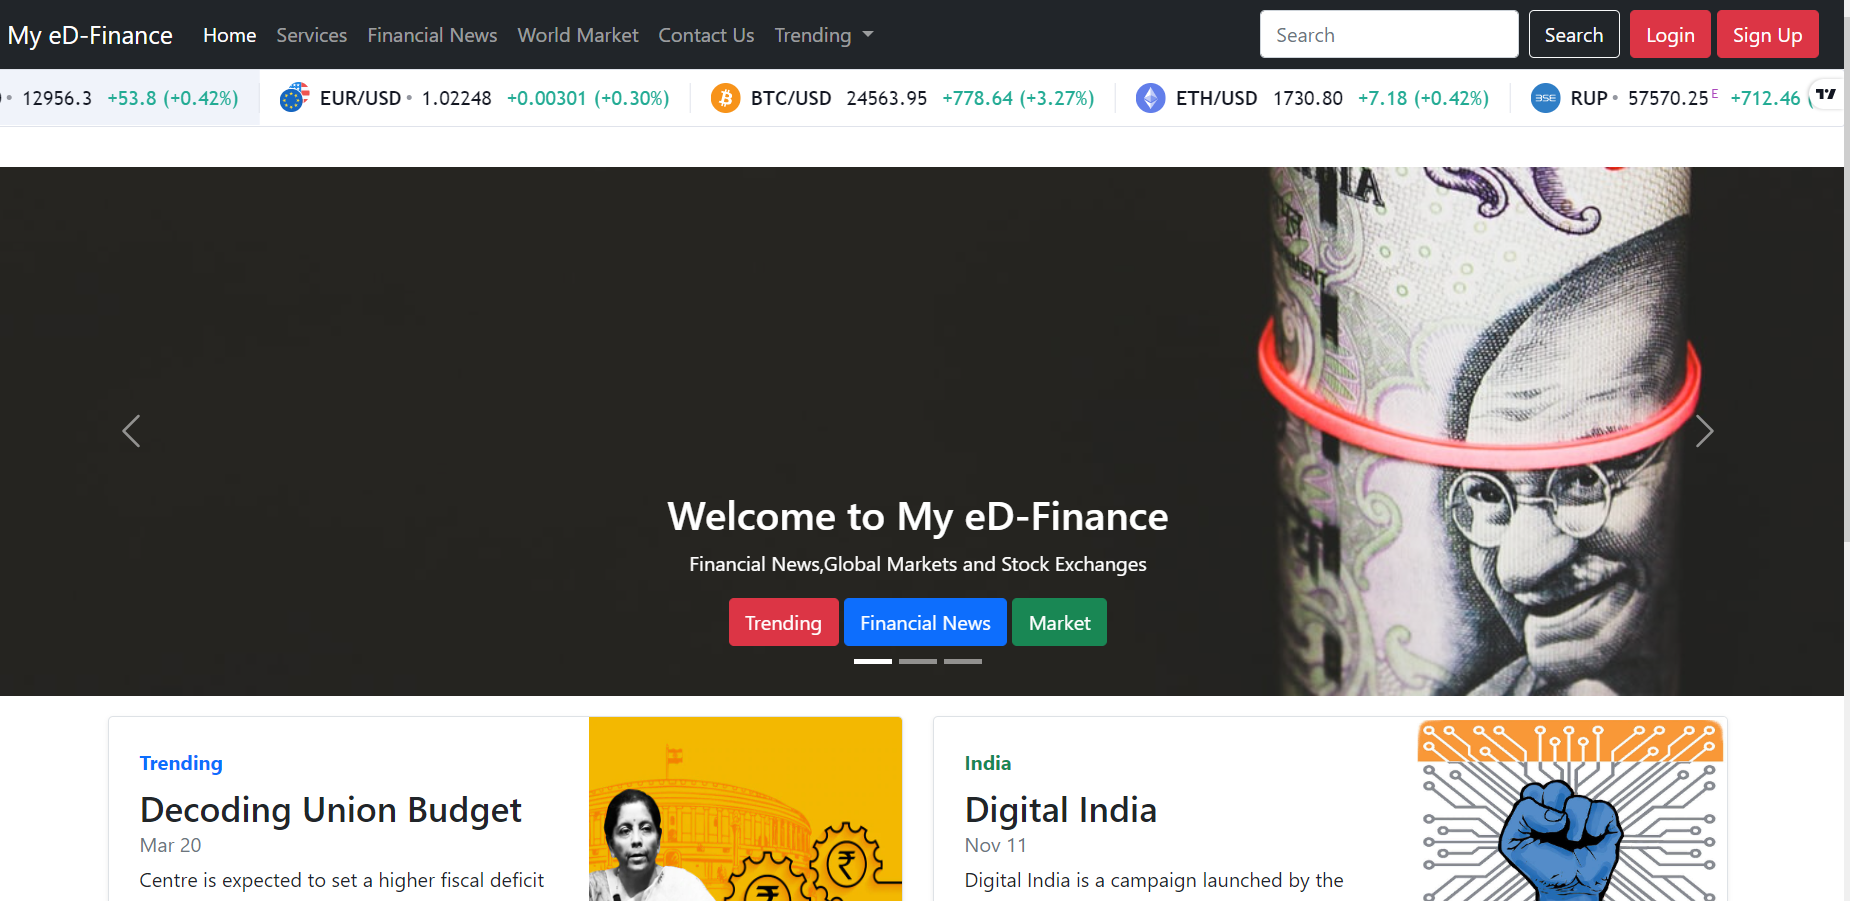 My eD-Finance Home Services Financial News World Market Contact Us Trending Search Search Login Sign Up
12956.3 +53.8 (+0.42%) EUR/USD 1.02248 +0.00301 (+0.30%) BTC/USD 24563.95 +778.64 (+3.27%) ETH/USD 1730.80 +7.18 (+0.42%) BSE RUP 57570.25 E +712.46
Welcome to My eD-Finance
Financial News,Global Markets and Stock Exchanges
Trending Financial News Market
Trending
Decoding Union Budget
Mar 20
Centre is expected to set a higher fiscal deficit
₹
₹
India
Digital India
Nov 11
Digital India is a campaign launched by the